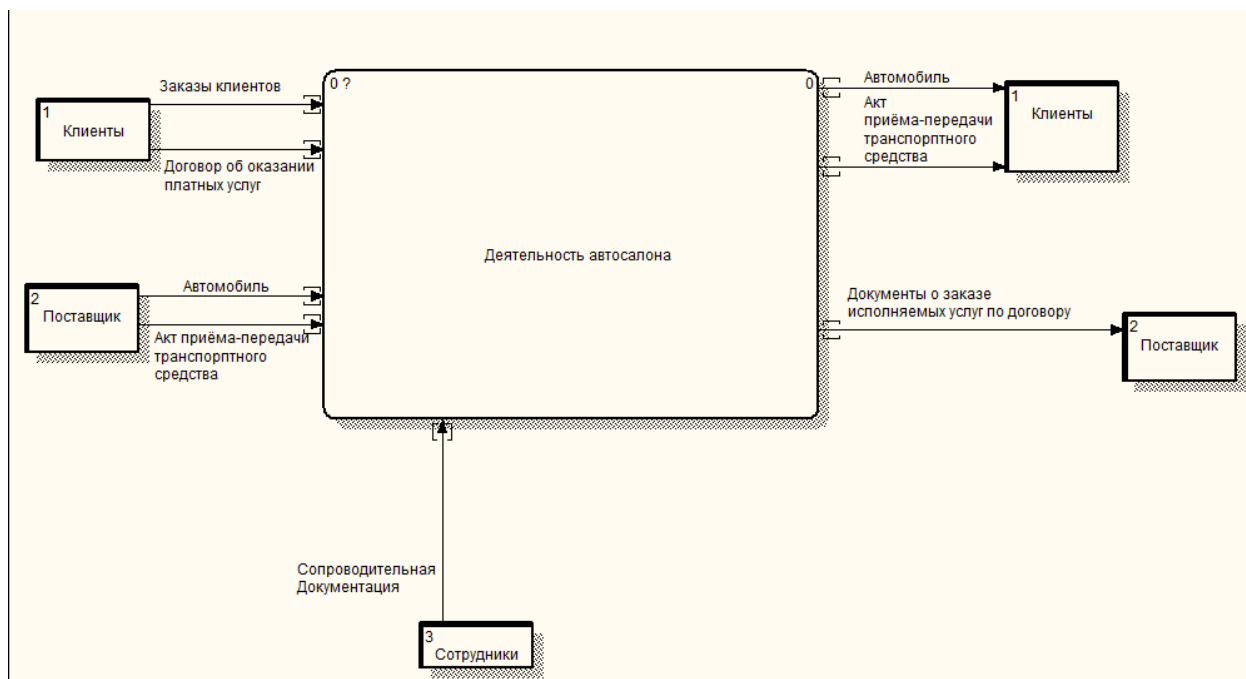 Заказы клиентов
1
Клиенты
Договор об оказании
платных услуг
2
Поставщик
Автомобиль
Акт приёма-передачи
транспорптного
средства
0 ?
0
Деятельность автосалона
Автомобиль
Акт
приёма-передачи
транспорптного
средства
1
Клиенты
Документы о заказе
исполняемых услуг по договору
2
Поставщик
Сопроводительная
Документация
3
Сотрудники